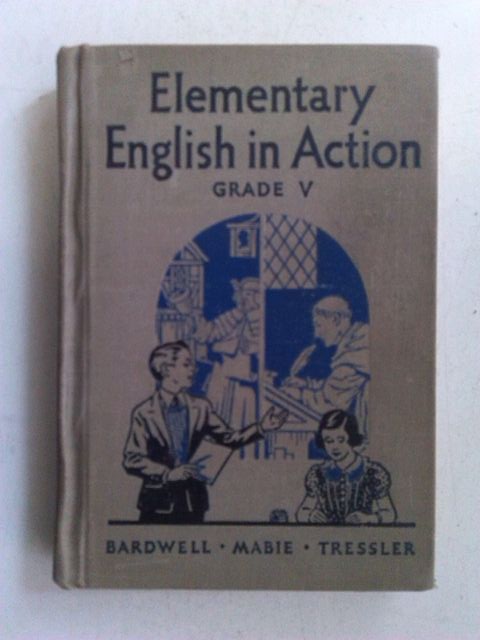 Elementary
English in Action
GRADE V
BARDWELL · MABIE · TRESSLER